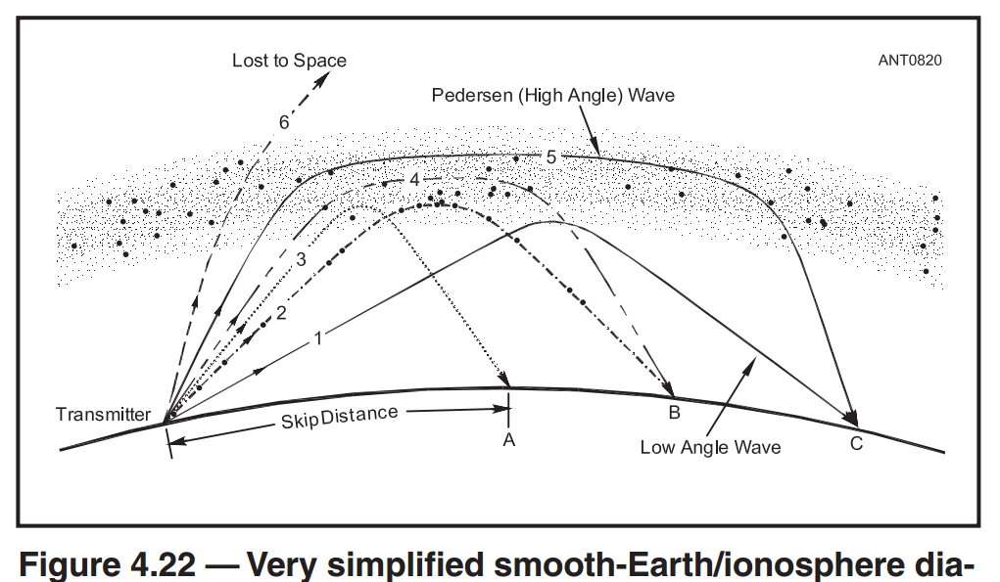 Lost to Space
ANT0820
Pedersen (High Angle) Wave
6
5
4
3
2
1
Transmitter
Skip Distance
A
B
C
Low Angle Wave
Figure 4.22 — Very simplified smooth-Earth/ionosphere dia-